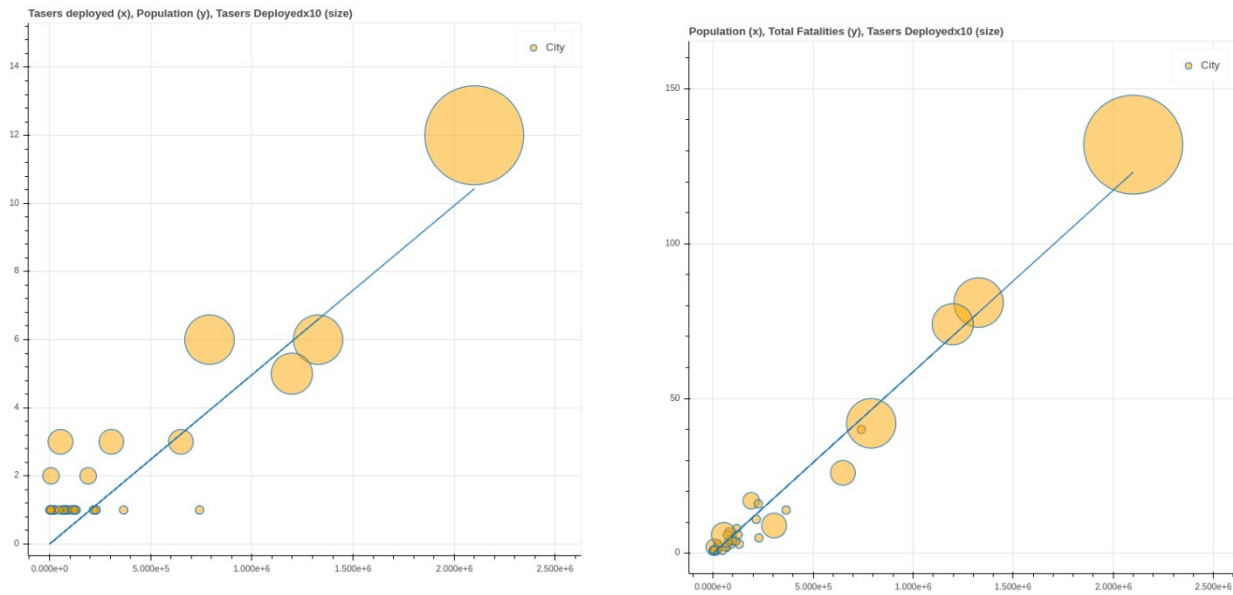 Tasers deployed (x), Population (y), Tasers Deployedx10 (size)
City
14
12
10
8
6
4
2
0
0.000e+0 5.000e+5 1.000e+6 1.500e+6 2.000e+6 2.500e+6
Population (x), Total Fatalities (y), Tasers Deployedx10 (size)
City
150
100
50
0
0.000e+0 5.000e+5 1.000e+6 1.500e+6 2.000e+6 2.500e+6